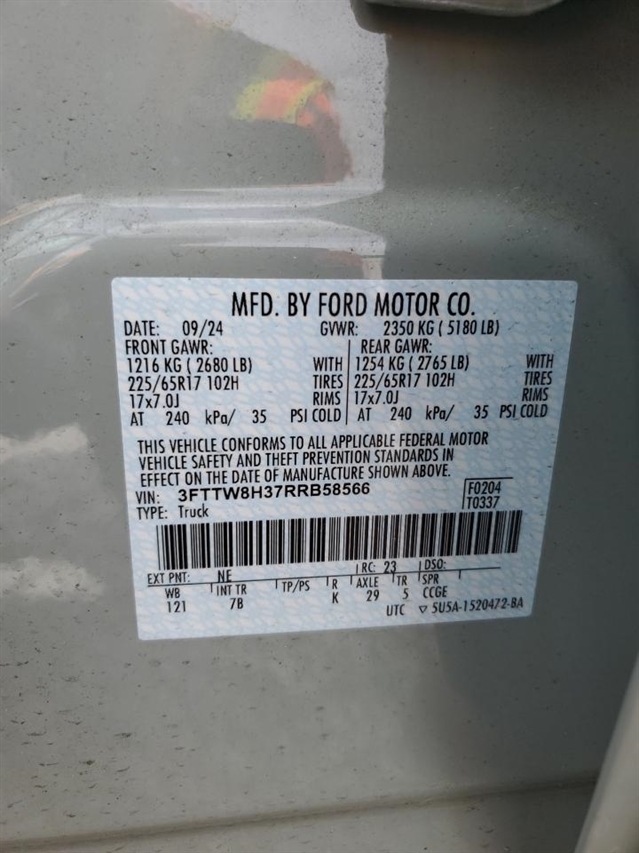 MFD. BY FORD MOTOR CO.
DATE: 09/24 GVWR: 2350 KG ( 5180 LB)
FRONT GAWR: REAR GAWR:
1216 KG ( 2680 LB) WITH 1254 KG ( 2765 LB) WITH
225/65R17 102H TIRES 225/65R17 102H TIRES
17x7.0J RIMS 17x7.0J RIMS
AT 240 kPa/ 35 PSI COLD AT 240 kPa/ 35 PSI COLD
THIS VEHICLE CONFORMS TO ALL APPLICABLE FEDERAL MOTOR
VEHICLE SAFETY AND THEFT PREVENTION STANDARDS IN
EFFECT ON THE DATE OF MANUFACTURE SHOWN ABOVE.
VIN: 3FTTW8H37RRB58566 F0204
TYPE: Truck T0337
EXT PNT: NE RC: 23 DSO:
WB INT TR TP/PS R AXLE TR SPR
121 7B K 29 5 CCGE
UTC ▽ 5U5A-1520472-BA